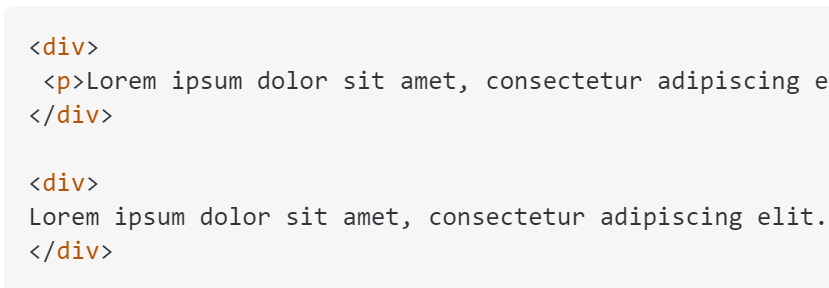 <div>
 <p>Lorem ipsum dolor sit amet, consectetur adipiscing e
</div>

<div>
Lorem ipsum dolor sit amet, consectetur adipiscing elit.
</div>